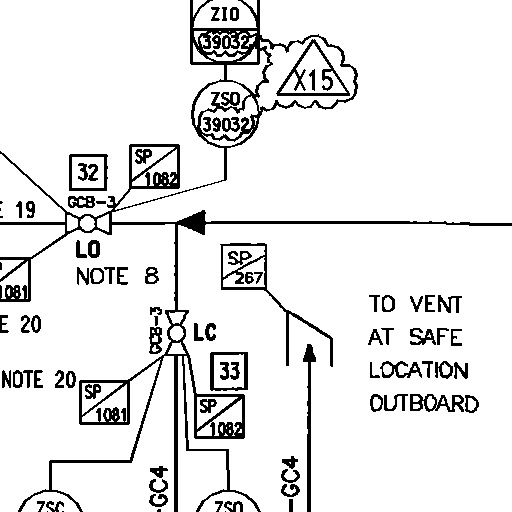 ZIO
39032
ZSO
39032
X15
32
SP
1082
GCB-3
E 19
LO
NOTE 8
SP
267
1081
E 20
GCB-3
LC
TO VENT
AT SAFE
LOCATION
OUTBOARD
NOTE 20
33
SP
1081
SP
1082
-GC4
-GC4
ZSC
ZSO